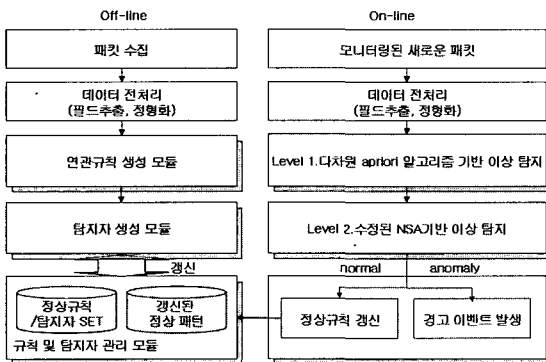 Off-line
On-line
패킷 수집
모니터링된 새로운 패킷
데이터 전처리
(필드추출, 정형화)
데이터 전처리
(필드추출, 정형화)
연관규칙 생성 모듈
Level 1.다차원 apriori 알고리즘 기반 이상 탐지
탐지자 생성 모듈
Level 2.수정된 NSA기반 이상 탐지
갱신
normal
anomaly
정상규칙
/탐지자 SET
갱신된
정상 패턴
정상규칙 갱신
경고 이벤트 발생
규칙 및 탐지자 관리 모듈